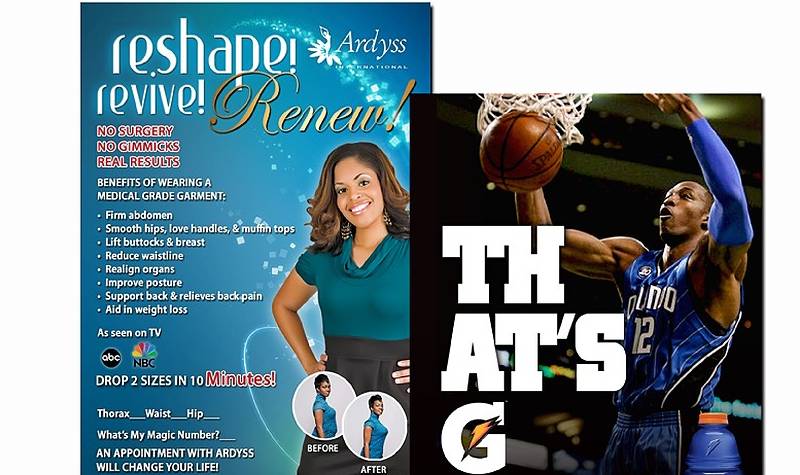 reshape!
revive!
Renew!
Ardyss
INTERNATIONAL
NO SURGERY
NO GIMMICKS
REAL RESULTS
BENEFITS OF WEARING A
MEDICAL GRADE GARMENT:
• Firm abdomen
• Smooth hips, love handles, & muffin tops
• Lift buttocks & breast
• Reduce waistline
• Realign organs
• Improve posture
• Support back & relieves back pain
• Aid in weight loss
As seen on TV
abc
NBC
DROP 2 SIZES IN 10 Minutes!
Thorax___Waist___Hip___
What's My Magic Number?___
AN APPOINTMENT WITH ARDYSS
WILL CHANGE YOUR LIFE!
BEFORE
AFTER
SPALDING
TH
AT'S
G
12